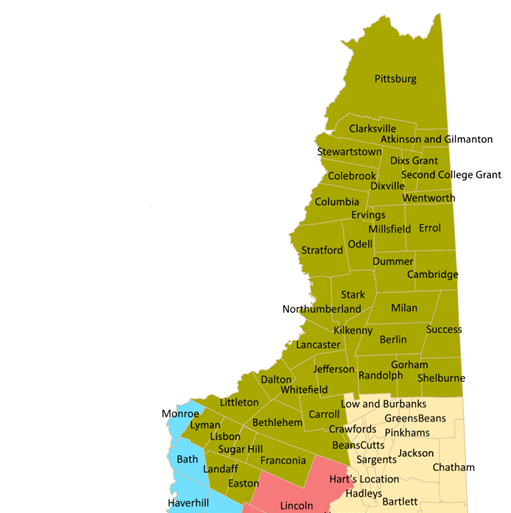 Pittsburg
Clarksville
Atkinson and Gilmanton
Stewartstown
Dixs Grant
Colebrook
Second College Grant
Dixville
Wentworth
Columbia
Ervings
Millsfield
Errol
Stratford
Odell
Dummer
Cambridge
Stark
Northumberland
Milan
Kilkenny
Success
Berlin
Lancaster
Jefferson
Gorham
Randolph
Shelburne
Dalton
Whitefield
Littleton
Low and Burbanks
Monroe
Carroll
GreensBeans
Lyman
Bethlehem
Crawfords
Pinkhams
Lisbon
BeansCutts
Sugar Hill
Jackson
Bath
Franconia
Sargents
Landaff
Chatham
Easton
Hart's Location
Hadleys
Haverhill
Lincoln
Bartlett